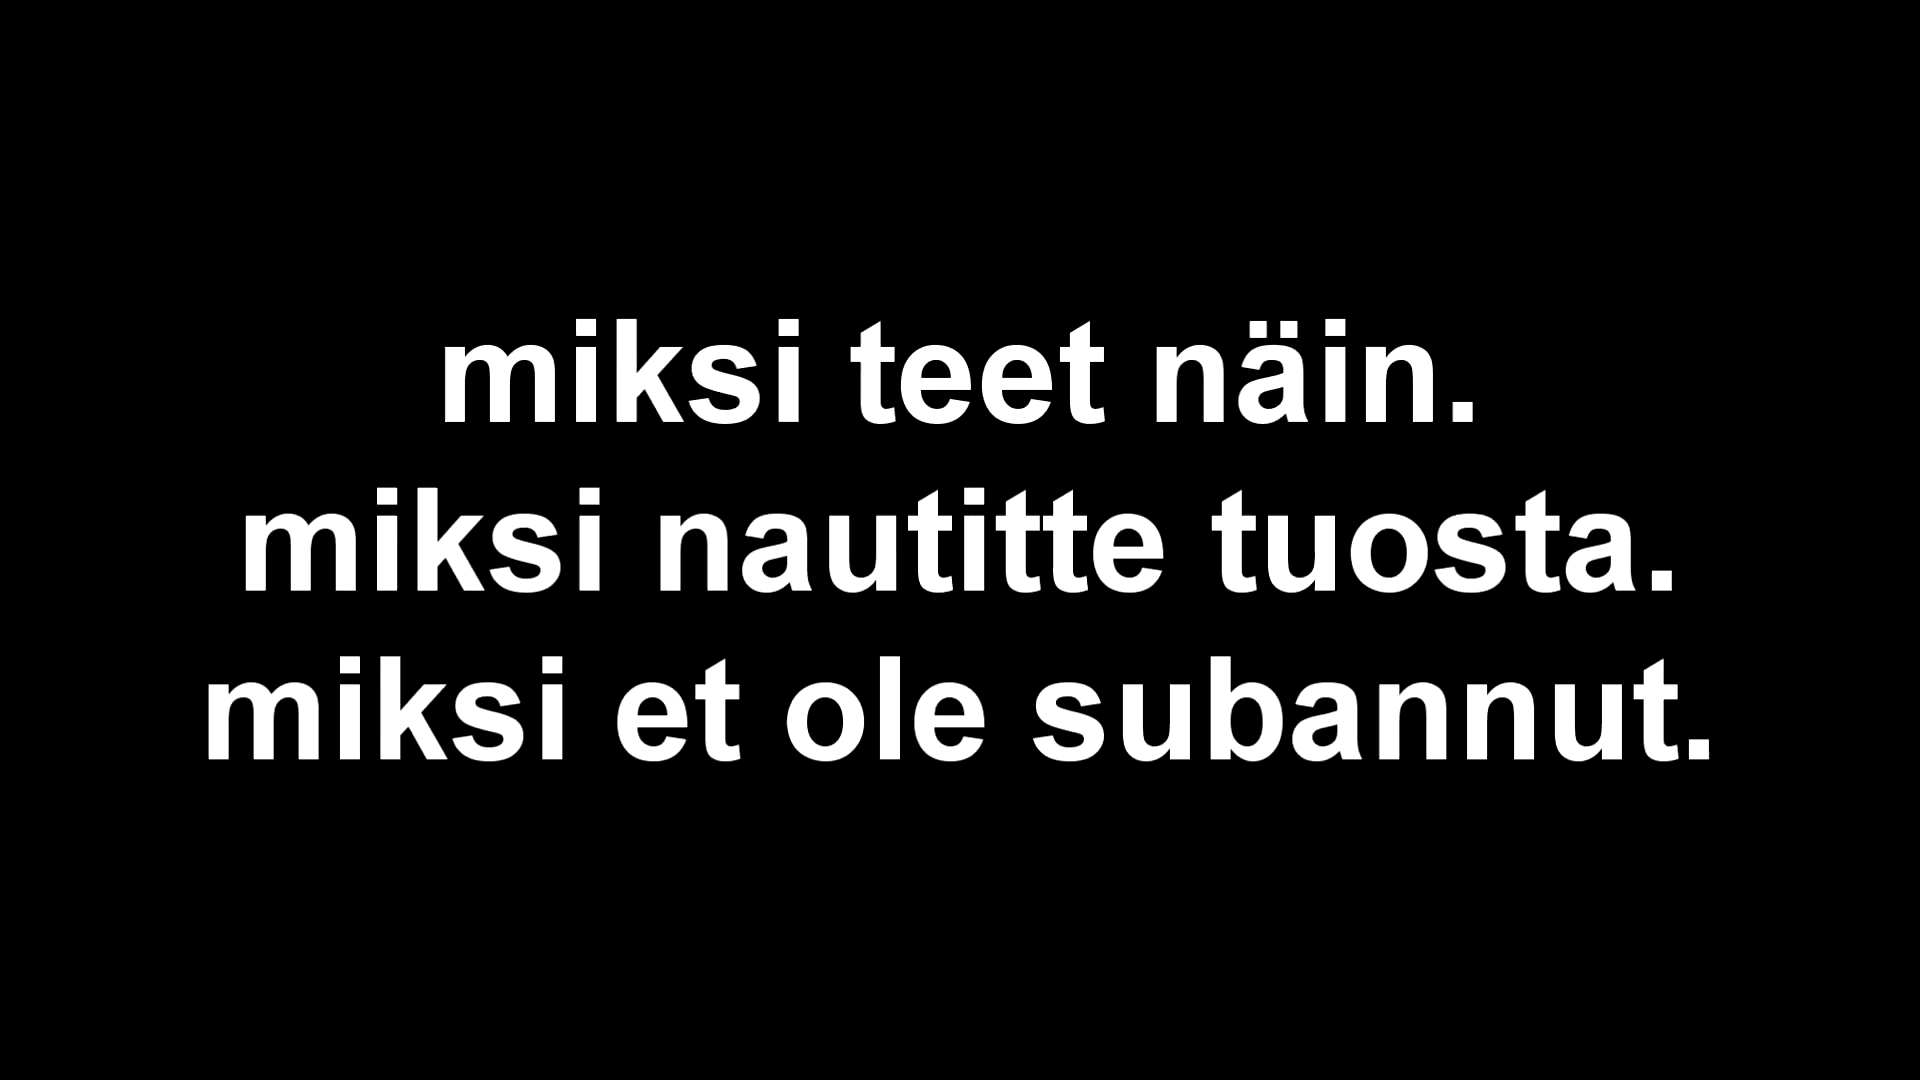 miksi teet näin.
miksi nautitte tuosta.
miksi et ole subannut.